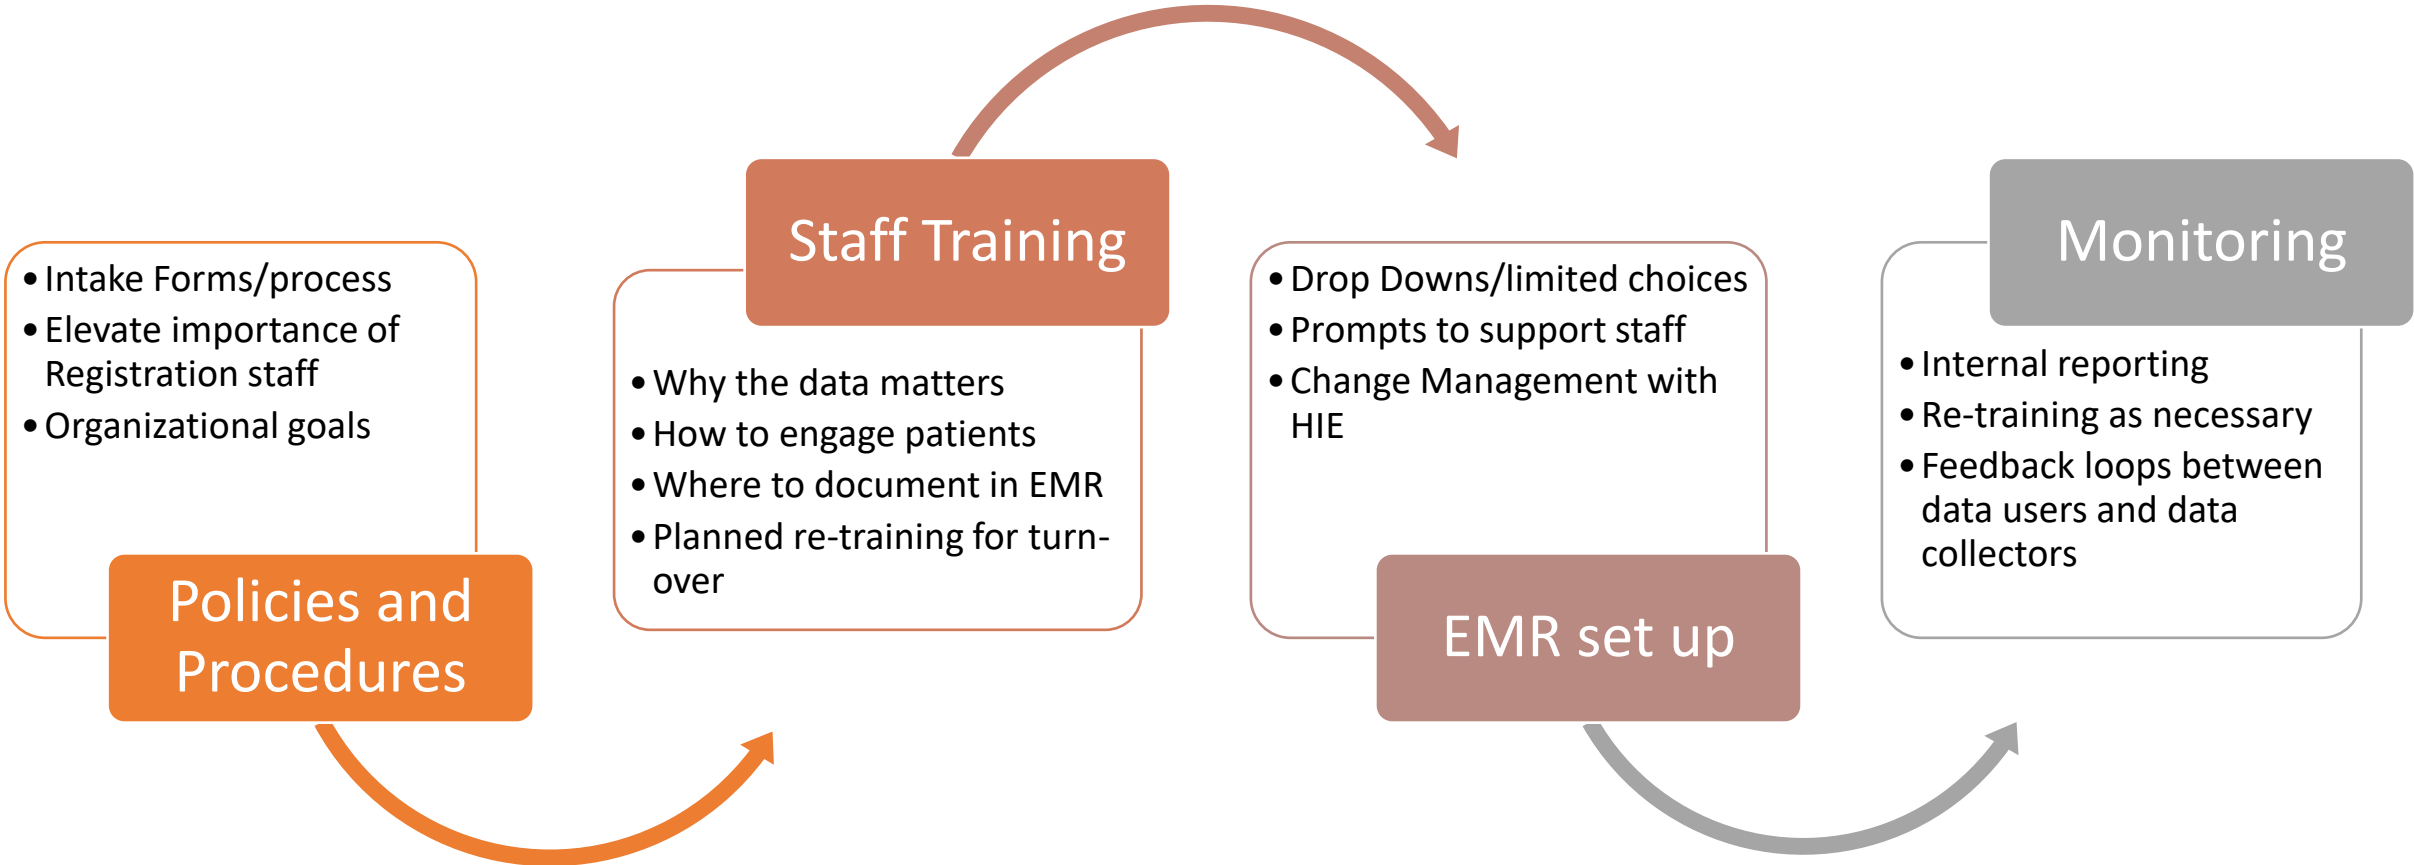 • Intake Forms/process
• Elevate importance of
Registration staff
• Organizational goals
Policies and
Procedures
Staff Training
• Why the data matters
• How to engage patients
• Where to document in EMR
• Planned re-training for turn-
over
• Drop Downs/limited choices
• Prompts to support staff
• Change Management with
HIE
EMR set up
Monitoring
• Internal reporting
• Re-training as necessary
• Feedback loops between
data users and data
collectors